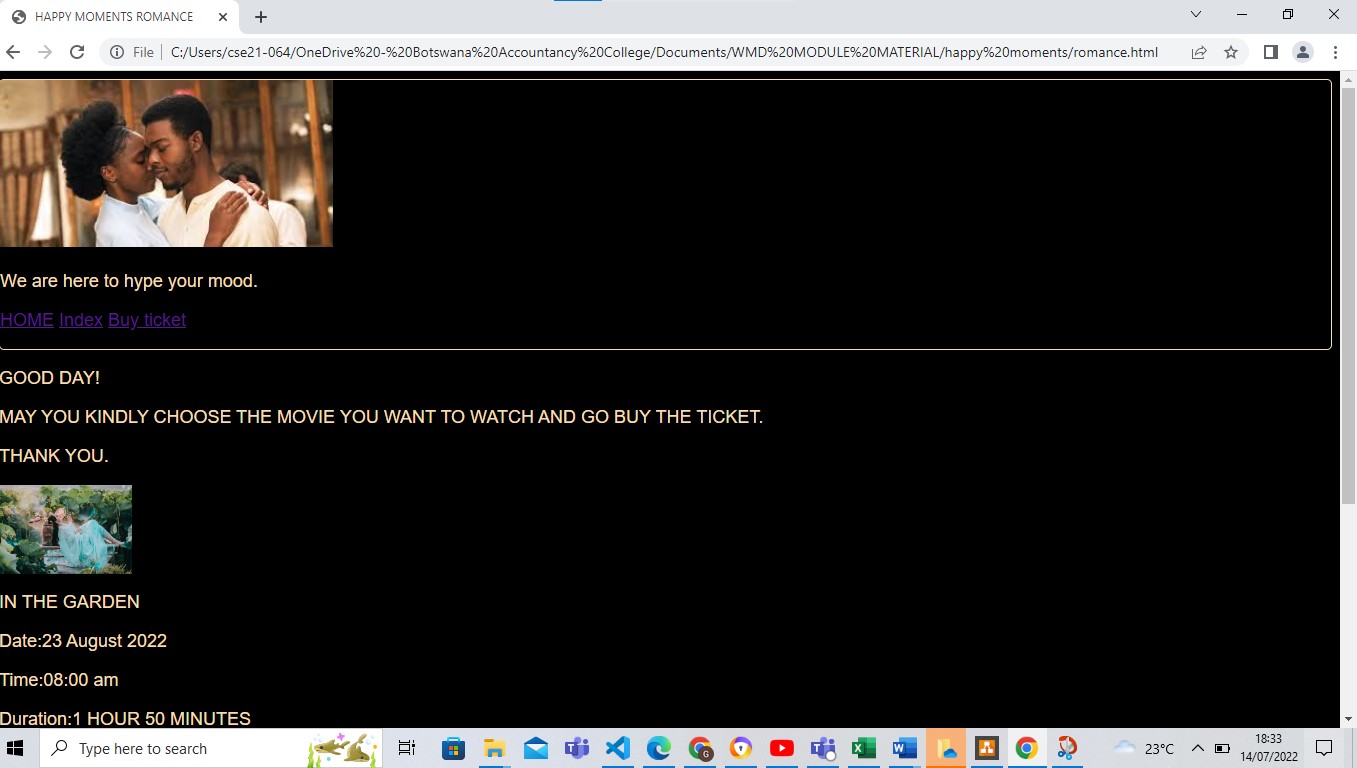 HAPPY MOMENTS ROMANCE
File
C:/Users/cse21-064/OneDrive%20-%20Botswana%20Accountancy%20College/Documents/WMD%20MODULE%20MATERIAL/happy%20moments/romance.html
We are here to hype your mood.
HOME Index Buy ticket
GOOD DAY!
MAY YOU KINDLY CHOOSE THE MOVIE YOU WANT TO WATCH AND GO BUY THE TICKET.
THANK YOU.
IN THE GARDEN
Date:23 August 2022
Time:08:00 am
Duration:1 HOUR 50 MINUTES
Type here to search
23°C
18:33
14/07/2022